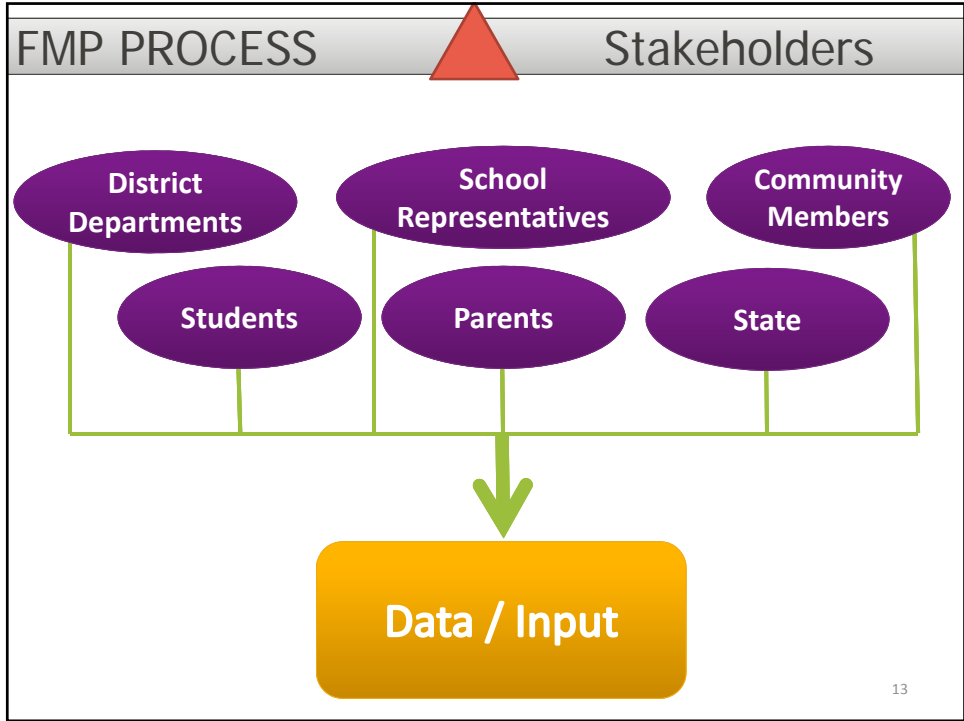 FMP PROCESS Stakeholders
District
Departments
School
Representatives
Community
Members
Students
Parents
State
Data / Input
13